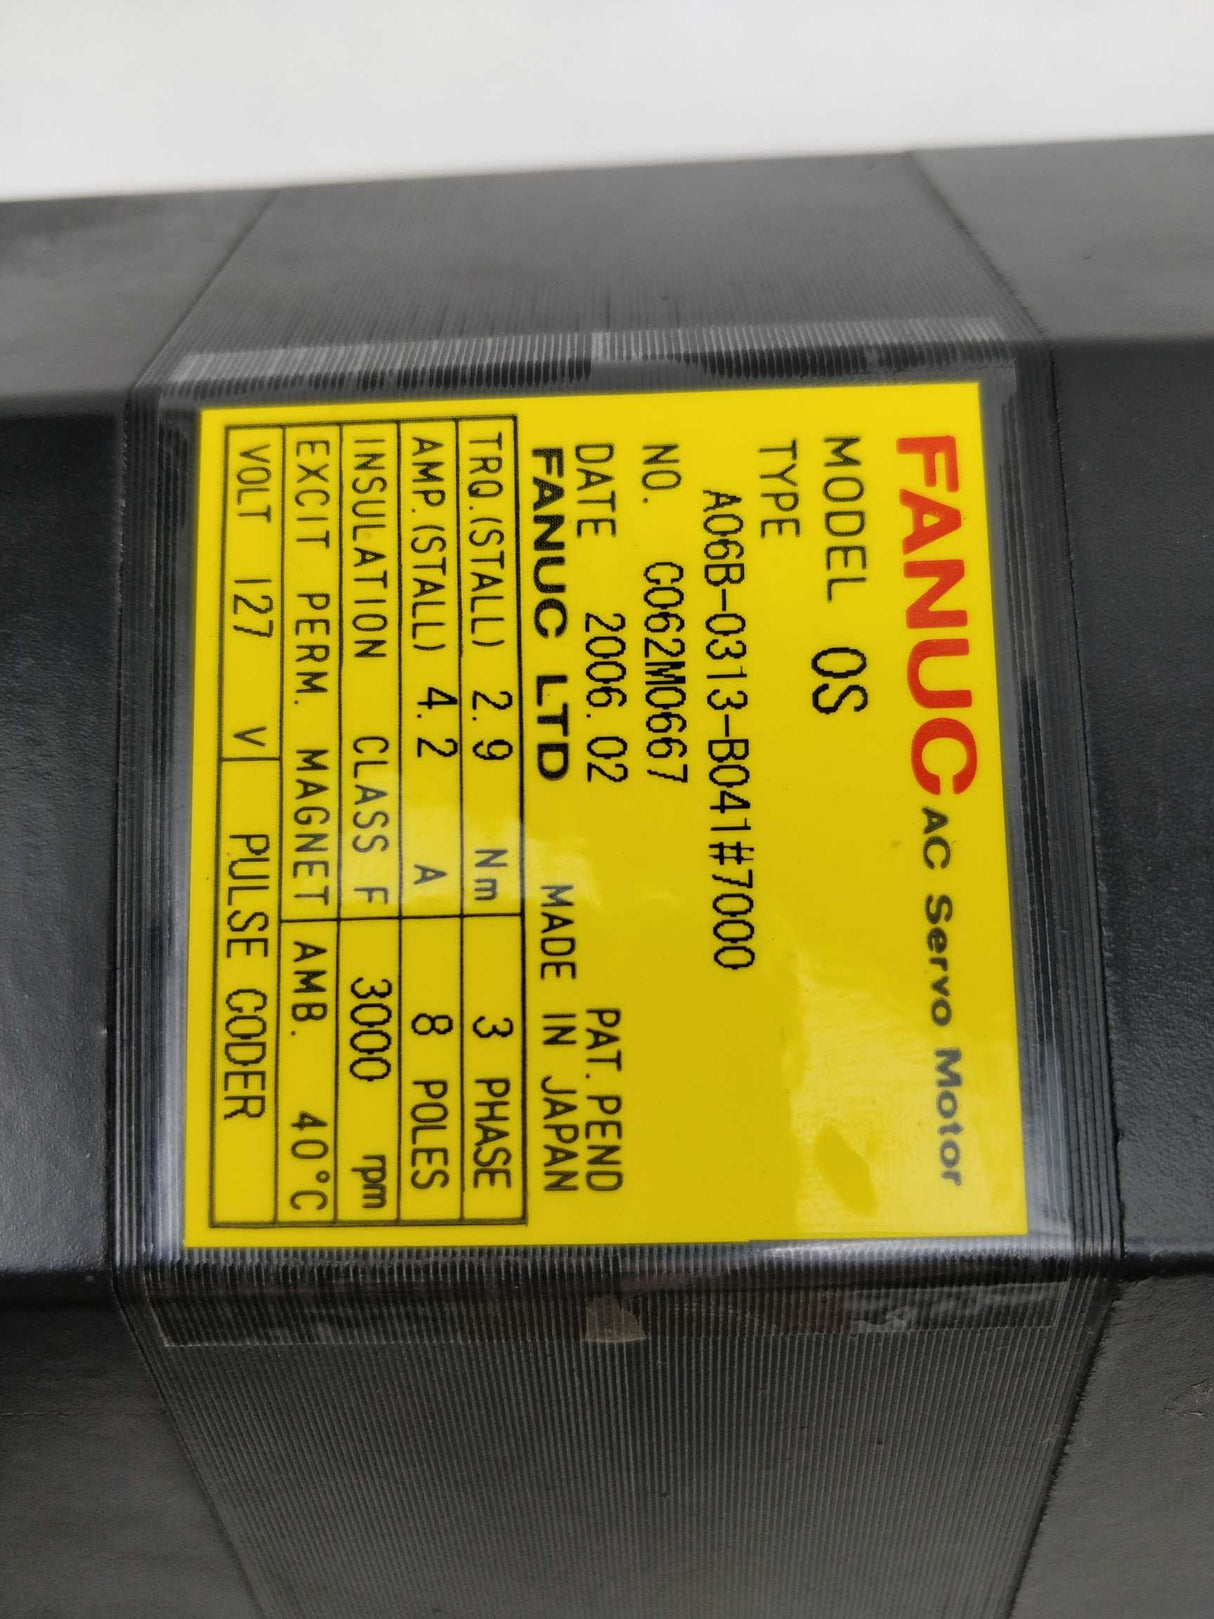 FANUC AC Servo Motor
MODEL 0S
TYPE
A06B-0313-B041#7000
NO. C062M0667
DATE 2006.02 PAT. PEND
FANUC LTD MADE IN JAPAN
TRQ.(STALL) 2.9 Nm 3 PHASE
AMP.(STALL) 4.2 A 8 POLES
INSULATION CLASS F 3000 rpm
EXCIT PERM. MAGNET AMB. 40°C
VOLT 127 V PULSE CODER